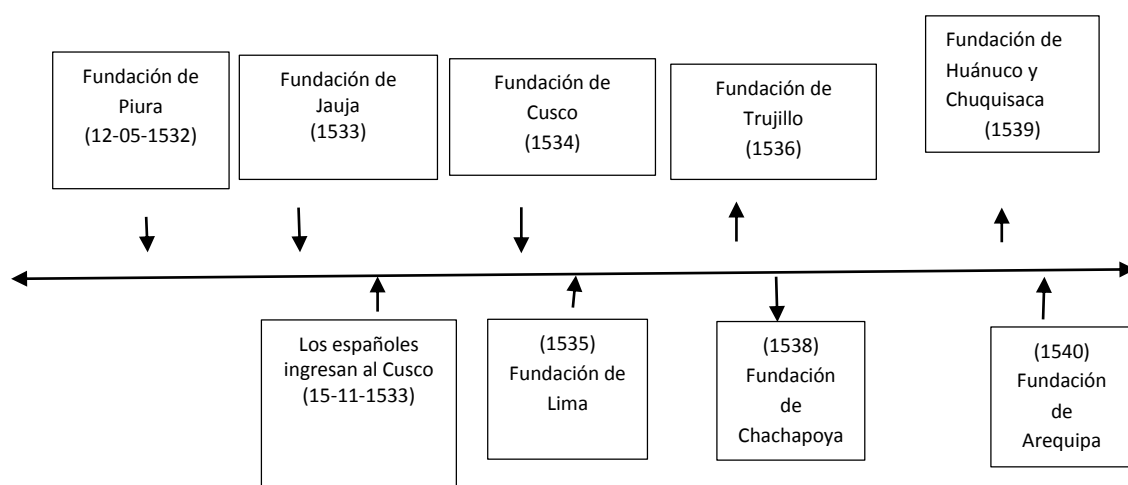 Fundación de
Piura
(12-05-1532)
Fundación de
Jauja
(1533)
Fundación de
Cusco
(1534)
Fundación de
Trujillo
(1536)
Fundación de
Huánuco y
Chuquisaca
(1539)
Los españoles
ingresan al Cusco
(15-11-1533)
(1535)
Fundación de
Lima
(1538)
Fundación
de
Chachapoya
(1540)
Fundación
de
Arequipa